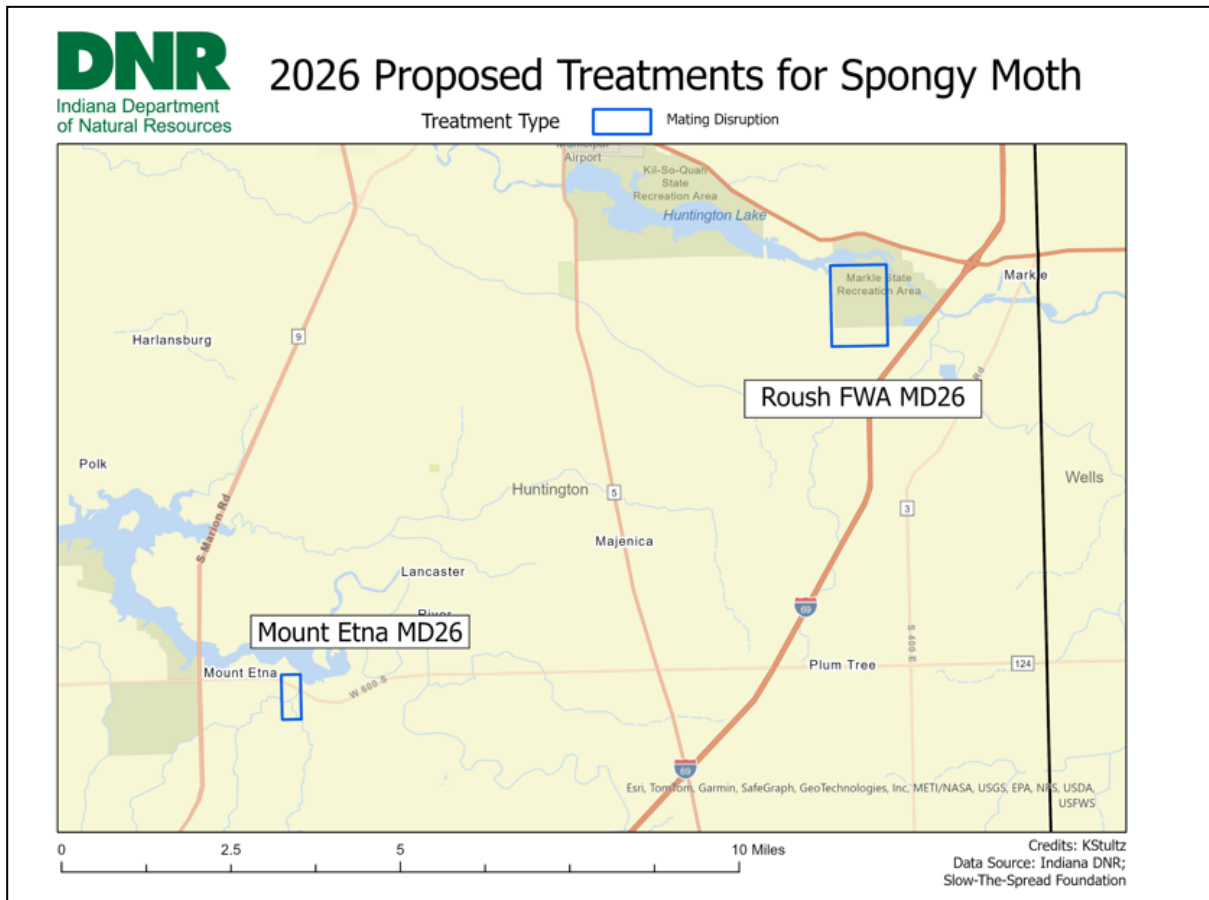 DNR
Indiana Department
of Natural Resources
2026 Proposed Treatments for Spongy Moth
Treatment Type
Mating Disruption
Airport
Kil-So-Quah
State
Recreation Area
Huntington Lake
Markle State
Recreation Area
Markle
Harlansburg
9
Roush FWA MD26
Rd
Polk
Huntington
5
3
Wells
S Marion Rd
Majenica
Lancaster
69
Mount Etna MD26
S 400 E
Mount Etna
W 600 S
Plum Tree
124
69
Esri, TomTom, Garmin, SafeGraph, GeoTechnologies, Inc, METI/NASA, USGS, EPA, NPS, USDA,
USFWS
0 2.5 5 10 Miles
Credits: KStultz
Data Source: Indiana DNR;
Slow-The-Spread Foundation